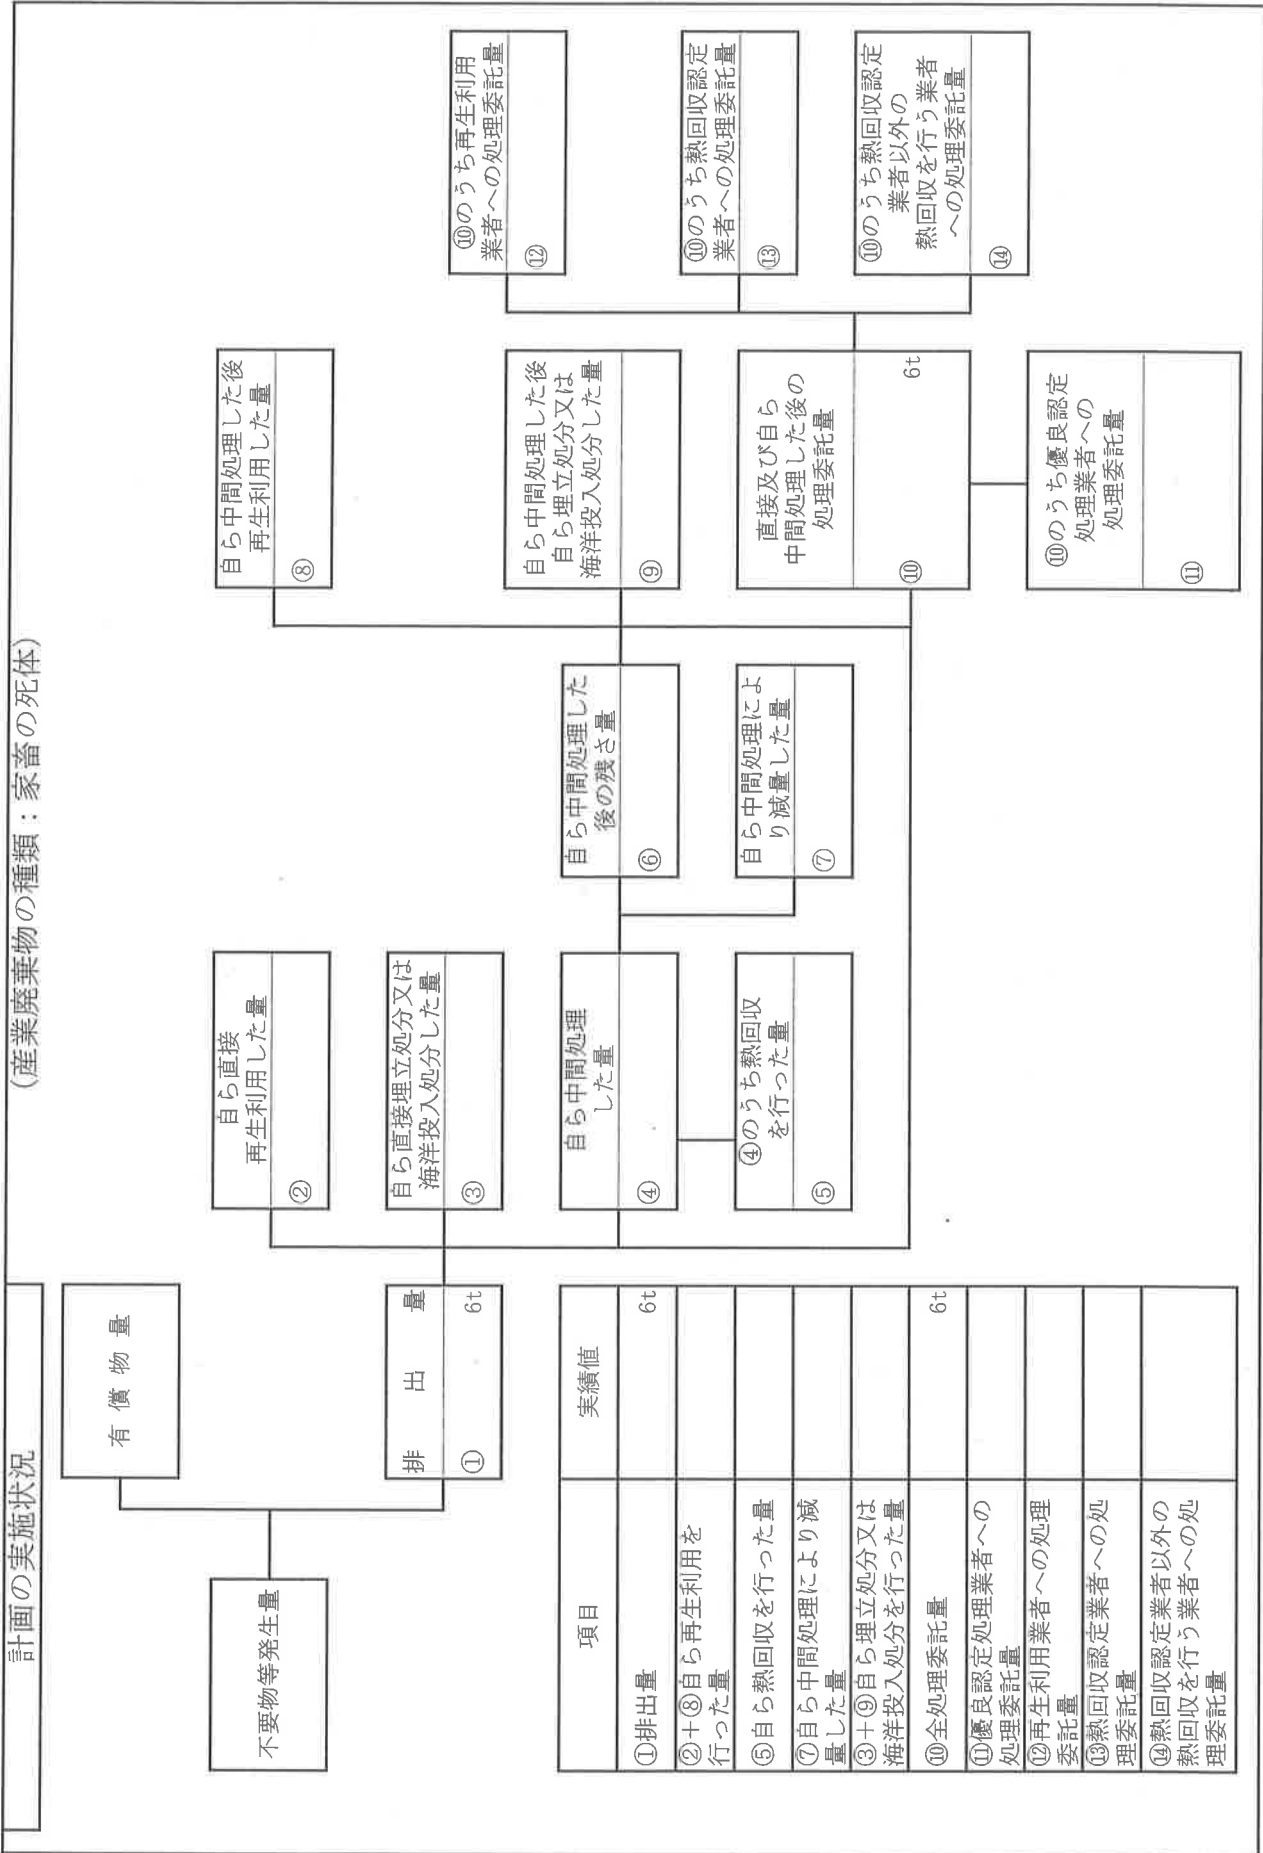 計画の実施状況
(産業廃棄物の種類：家畜の死体)
不要物等発生量
有償物量
排出量
① 6t
自ら直接
再生利用した量
②
自ら直接埋立処分又は
海洋投入処分した量
③
自ら中間処理
した量
④
④のうち熱回収
を行った量
⑤
自ら中間処理した
後の残さ量
⑥
自ら中間処理によ
り減量した量
⑦
自ら中間処理した後
再生利用した量
⑧
自ら中間処理した後
自ら埋立処分又は
海洋投入処分した量
⑨
直接及び自ら
中間処理した後の
処理委託量
⑩ 6t
⑩のうち優良認定
処理業者への
処理委託量
⑪
⑩のうち再生利用
業者への処理委託量
⑫
⑩のうち熱回収認定
業者への処理委託量
⑬
⑩のうち熱回収認定
業者以外の
熱回収を行う業者
への処理委託量
⑭
項目 実績値
①排出量 6t
②＋⑧自ら再生利用を
行った量
⑤自ら熱回収を行った量
⑦自ら中間処理により減
量した量
③＋⑨自ら埋立処分又は
海洋投入処分を行った量
⑩全処理委託量 6t
⑪優良認定処理業者への
処理委託量
⑫再生利用業者への処理
委託量
⑬熱回収認定業者への処
理委託量
⑭熱回収認定業者以外の
熱回収を行う業者への処
理委託量